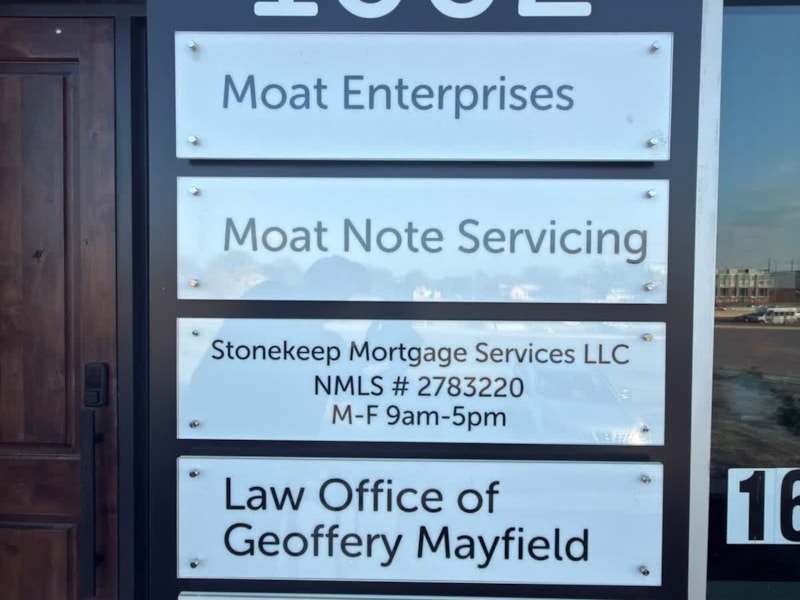 Moat Enterprises
Moat Note Servicing
Stonekeep Mortgage Services LLC
NMLS # 2783220
M-F 9am-5pm
Law Office of
Geoffery Mayfield